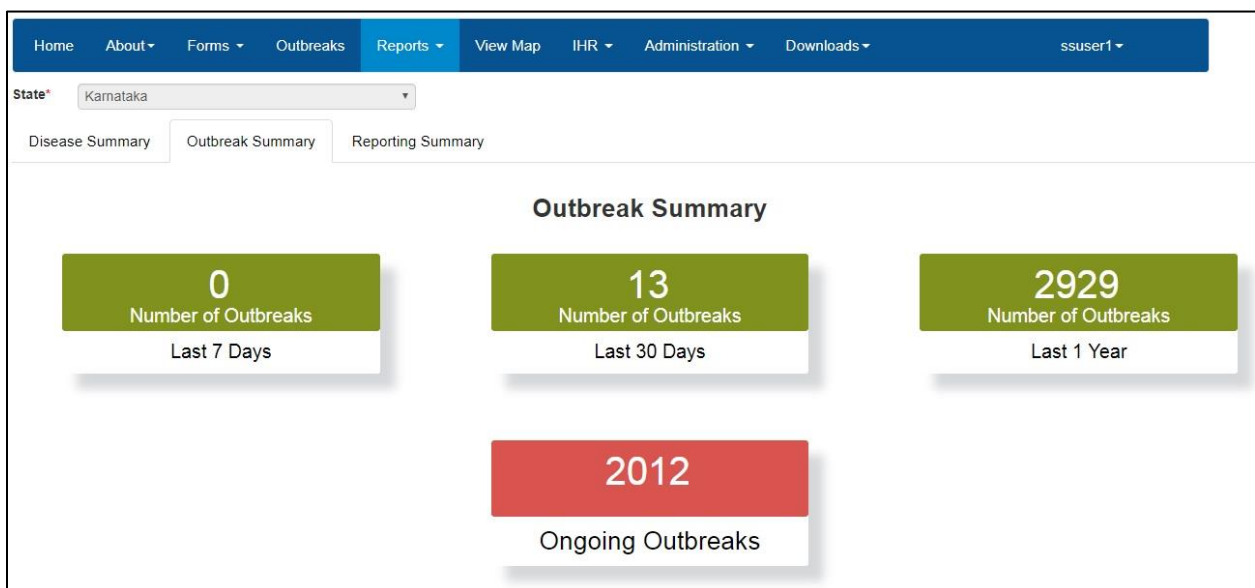 Home About Forms Outbreaks Reports View Map IHR Administration Downloads ssuser1
State* Karnataka
Disease Summary Outbreak Summary Reporting Summary
Outbreak Summary
0 13 2929
Number of Outbreaks Number of Outbreaks Number of Outbreaks
Last 7 Days Last 30 Days Last 1 Year
2012
Ongoing Outbreaks